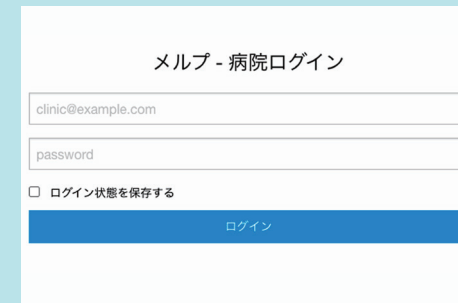 メルプ - 病院ログイン
clinic@example.com
password
ログイン状態を保存する
ログイン